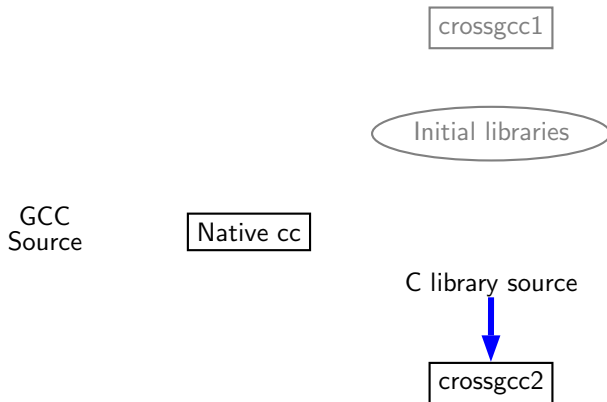 crossgcc1
Initial libraries
GCC
Source
Native cc
C library source
crossgcc2